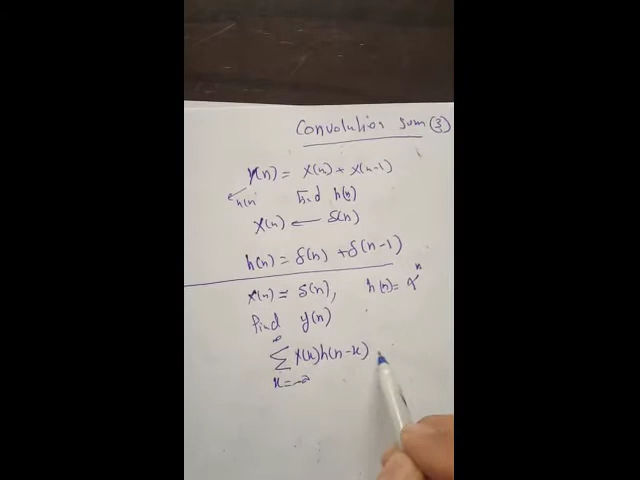 Convolution sum (3)
y(n) = x(n) + x(n-1)
h(n) Find h(n)
x(n) ← δ(n)
h(n) = δ(n) + δ(n-1)
x(n) = δ(n), h(n) = α^n
find y(n)
∞
∑ x(k)h(n-k)
k=-∞